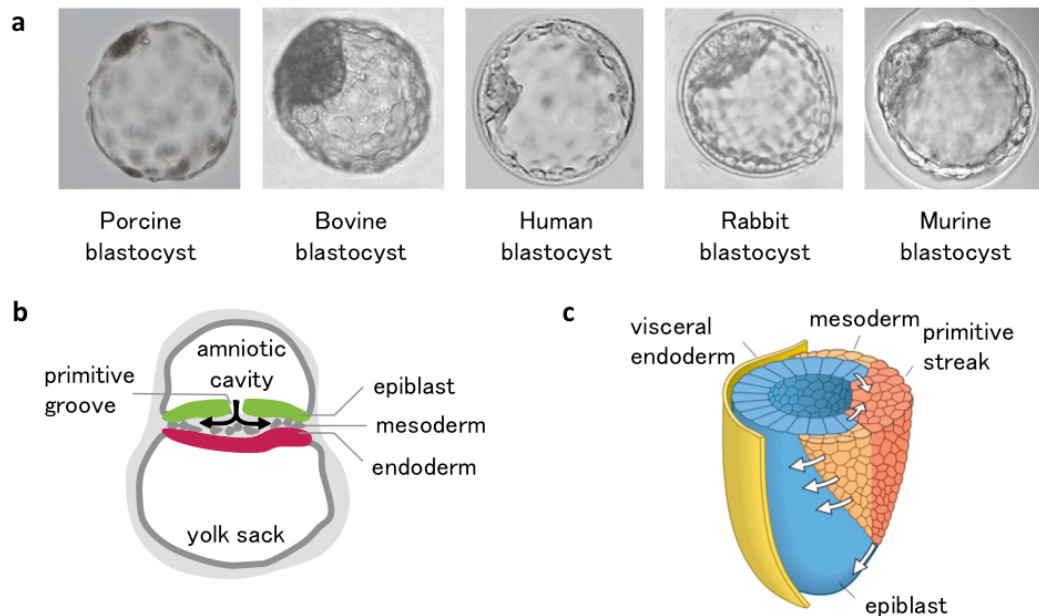 a
Porcine
blastocyst
Bovine
blastocyst
Human
blastocyst
Rabbit
blastocyst
Murine
blastocyst
b
amniotic
cavity
primitive
groove
epiblast
mesoderm
endoderm
yolk sack
c
visceral
endoderm
mesoderm
primitive
streak
epiblast